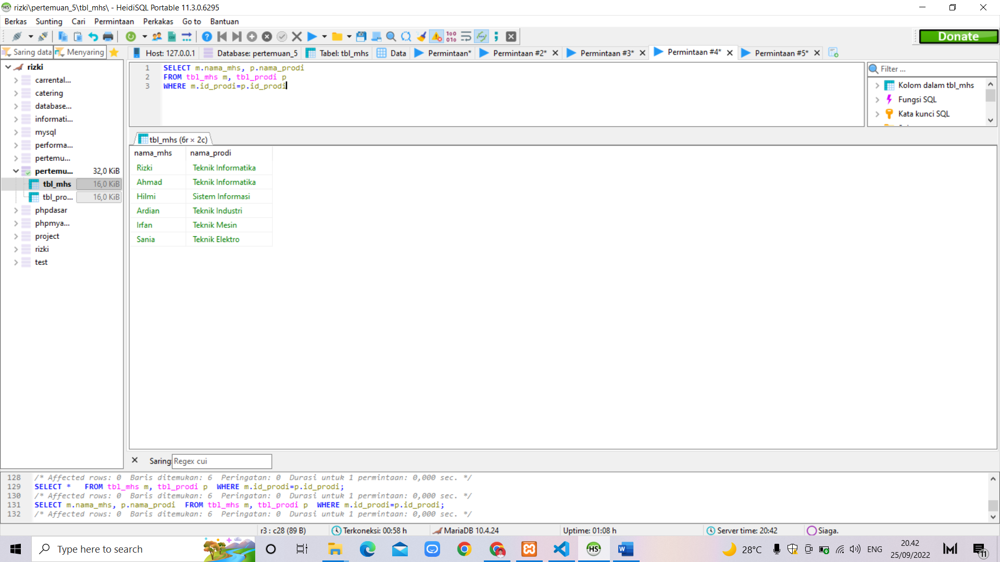 rizki\pertemuan_5\tbl_mhs\ - HeidiSQL Portable 11.3.0.6295
Berkas Sunting Cari Permintaan Perkakas Go to Bantuan
Donate
Saring data Menyaring
Host: 127.0.0.1 Database: pertemuan_5 Tabel: tbl_mhs Data Permintaan* Permintaan #2* Permintaan #3* Permintaan #4* Permintaan #5*
rizki
carrental...
catering
database...
informati...
mysql
performa...
pertemu...
pertemu... 32,0 KiB
tbl_mhs 16,0 KiB
tbl_pro... 16,0 KiB
phpdasar
phpmya...
project
rizki
test
1 SELECT m.nama_mhs, p.nama_prodi
2 FROM tbl_mhs m, tbl_prodi p
3 WHERE m.id_prodi=p.id_prodi
Filter ...
Kolom dalam tbl_mhs
Fungsi SQL
Kata kunci SQL
tbl_mhs (6r × 2c)
nama_mhs nama_prodi
Rizki Teknik Informatika
Ahmad Teknik Informatika
Hilmi Sistem Informasi
Ardian Teknik Industri
Irfan Teknik Mesin
Sania Teknik Elektro
Saring Regex cui
128 /* Affected rows: 0 Baris ditemukan: 6 Peringatan: 0 Durasi untuk 1 permintaan: 0,000 sec. */
129 SELECT * FROM tbl_mhs m, tbl_prodi p WHERE m.id_prodi=p.id_prodi;
130 /* Affected rows: 0 Baris ditemukan: 6 Peringatan: 0 Durasi untuk 1 permintaan: 0,000 sec. */
131 SELECT m.nama_mhs, p.nama_prodi FROM tbl_mhs m, tbl_prodi p WHERE m.id_prodi=p.id_prodi;
132 /* Affected rows: 0 Baris ditemukan: 6 Peringatan: 0 Durasi untuk 1 permintaan: 0,000 sec. */
r3 : c28 (89 B) Terkoneksi: 00:58 h MariaDB 10.4.24 Uptime: 01:08 h Server time: 20:42 Siaga.
Type here to search
28°C ENG
20.42
25/09/2022
11